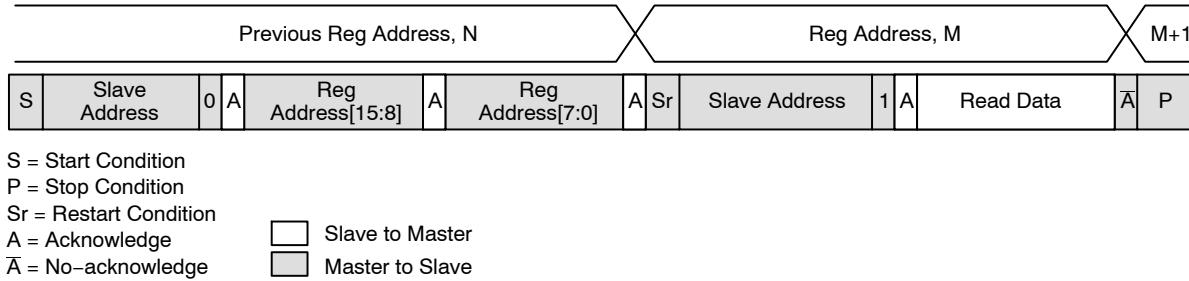 Previous Reg Address, N Reg Address, M M+1
S Slave Address 0 A Reg Address[15:8] A Reg Address[7:0] A Sr Slave Address 1 A Read Data A̅ P
S = Start Condition
P = Stop Condition
Sr = Restart Condition
A = Acknowledge
A̅ = No−acknowledge
Slave to Master
Master to Slave